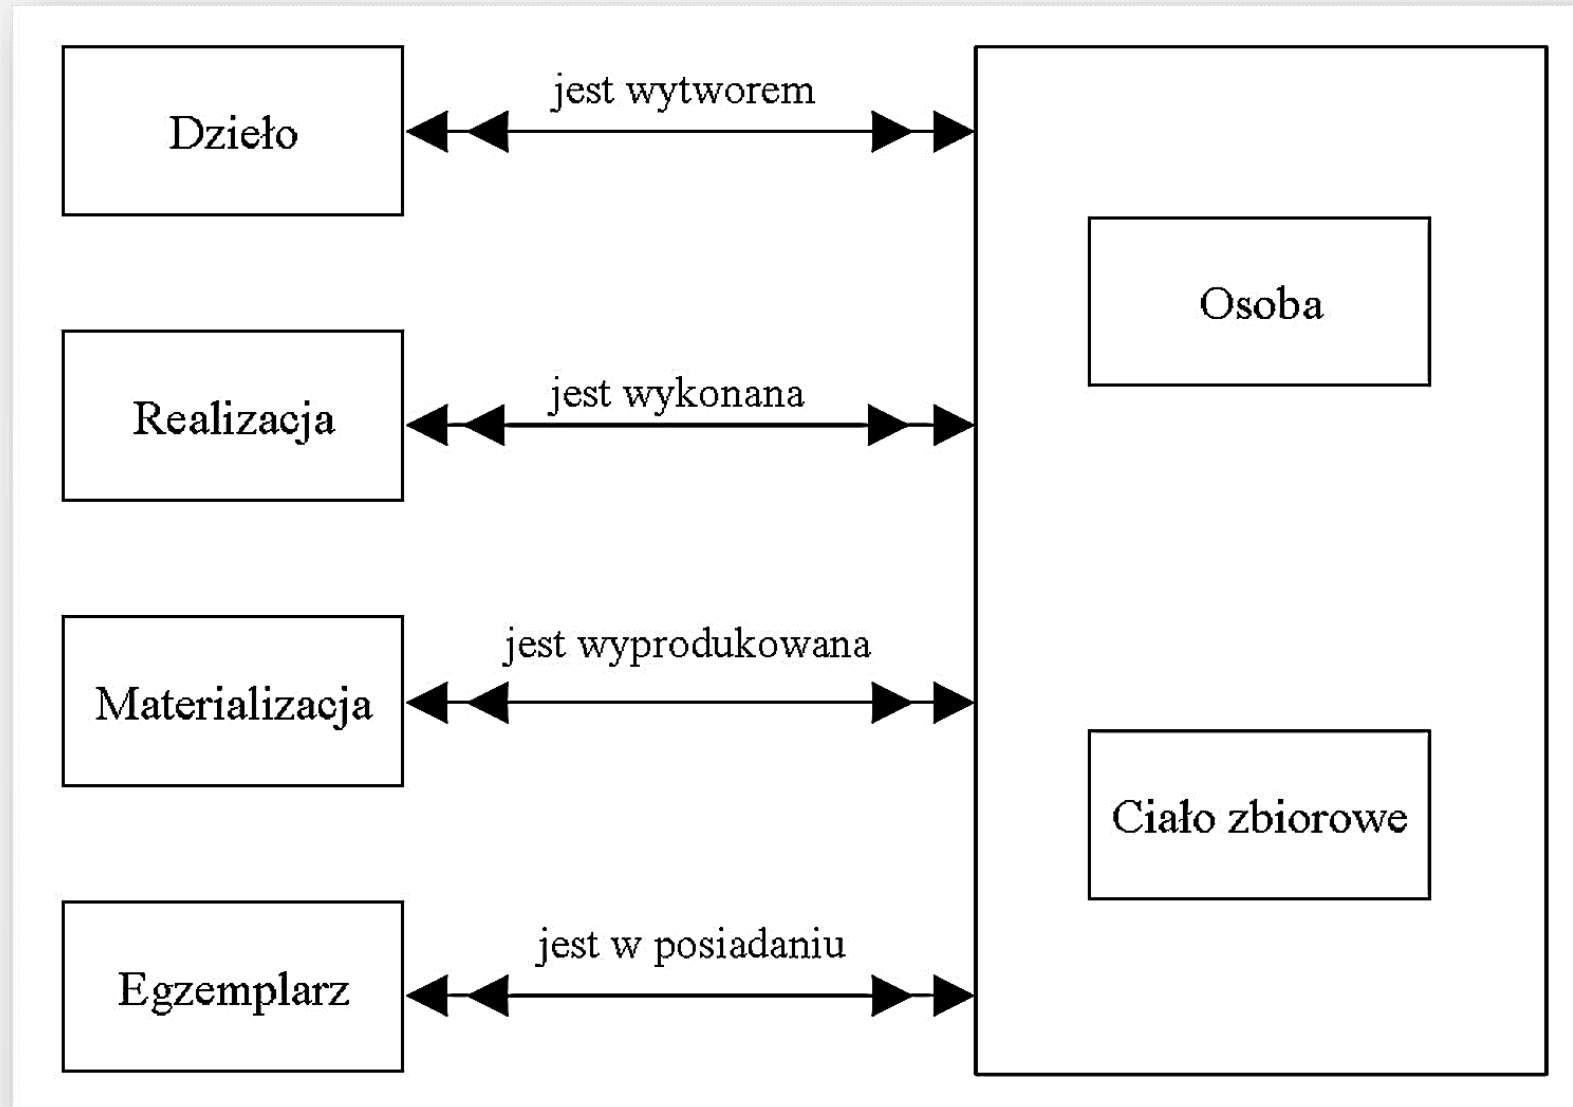 Dzieło
jest wytworem
Osoba
Realizacja
jest wykonana
Materializacja
jest wyprodukowana
Ciało zbiorowe
Egzemplarz
jest w posiadaniu